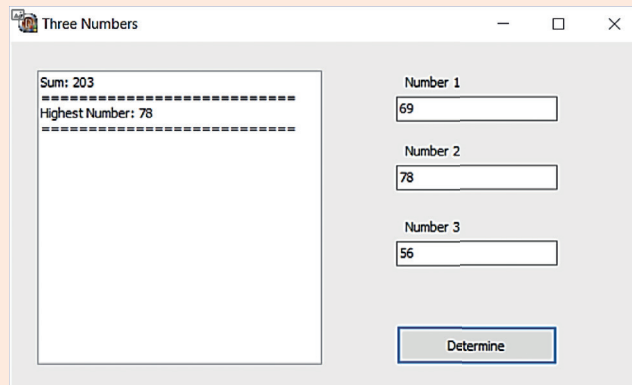 Three Numbers
Sum: 203
==========================
Highest Number: 78
==========================
Number 1
69
Number 2
78
Number 3
56
Determine